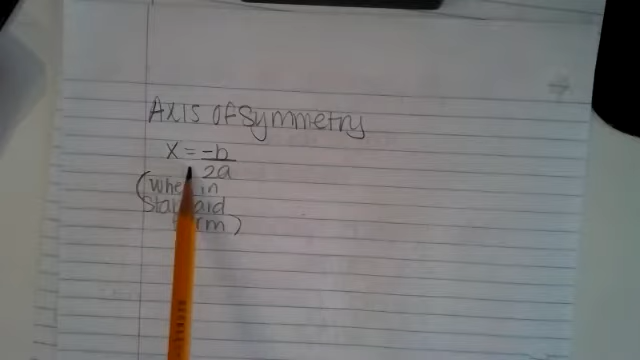 Axis of Symmetry
x = -b
2a
(when in
Standard
form)